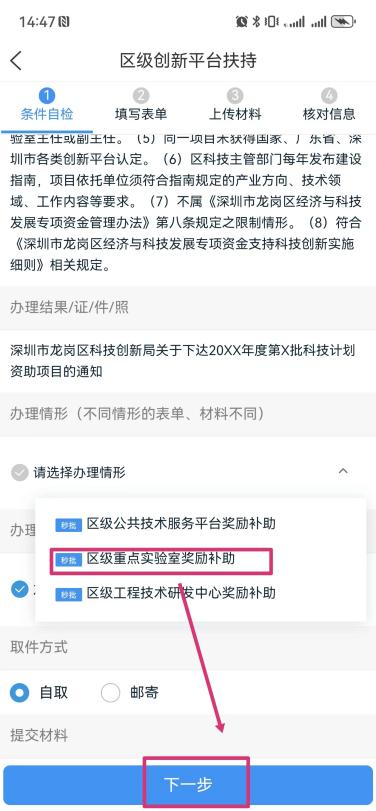 14:47
区级创新平台扶持
1 2 3 4
条件自检 填写表单 上传材料 核对信息
验室主任或副主任。（5）同一项目未获得国家、广东省、深
圳市各类创新平台认定。（6）区科技主管部门每年发布建设
指南，项目依托单位须符合指南规定的产业方向、技术领
域、工作内容等要求。（7）不属《深圳市龙岗区经济与科技
发展专项资金管理办法》第八条规定之限制情形。（8）符合
《深圳市龙岗区经济与科技发展专项资金支持科技创新实施
细则》相关规定。
办理结果/证/件/照
深圳市龙岗区科技创新局关于下达20XX年度第X批科技计划
资助项目的通知
办理情形（不同情形的表单、材料不同）
请选择办理情形
秒批 区级公共技术服务平台奖励补助
办理
秒批 区级重点实验室奖励补助
秒批 区级工程技术研发中心奖励补助
取件方式
自取 邮寄
提交材料
下一步